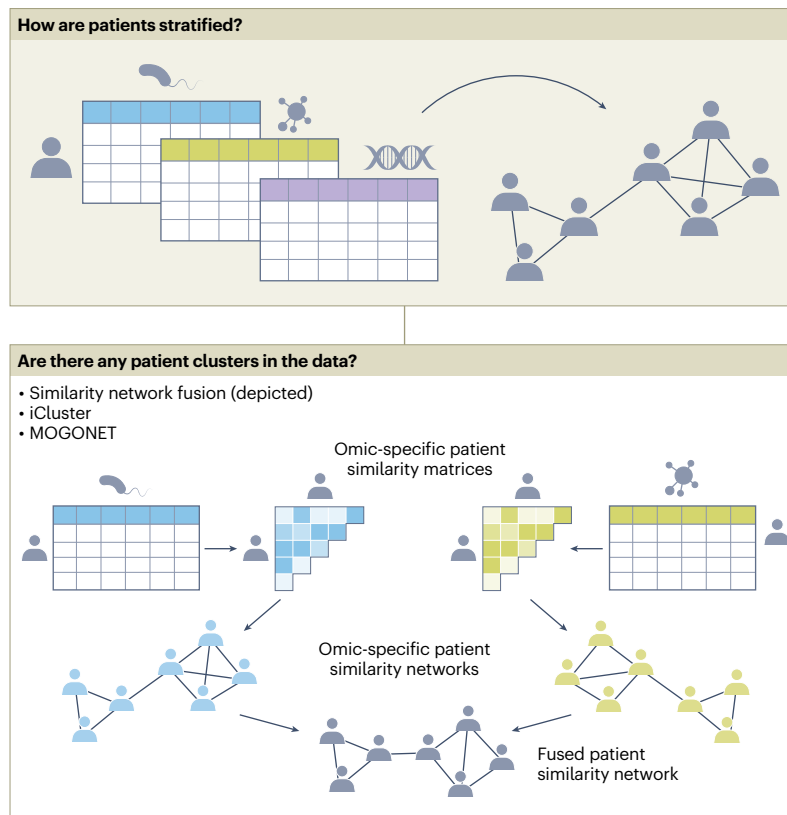 How are patients stratified?
Are there any patient clusters in the data?
• Similarity network fusion (depicted)
• iCluster
• MOGONET
Omic-specific patient
similarity matrices
Omic-specific patient
similarity networks
Fused patient
similarity network